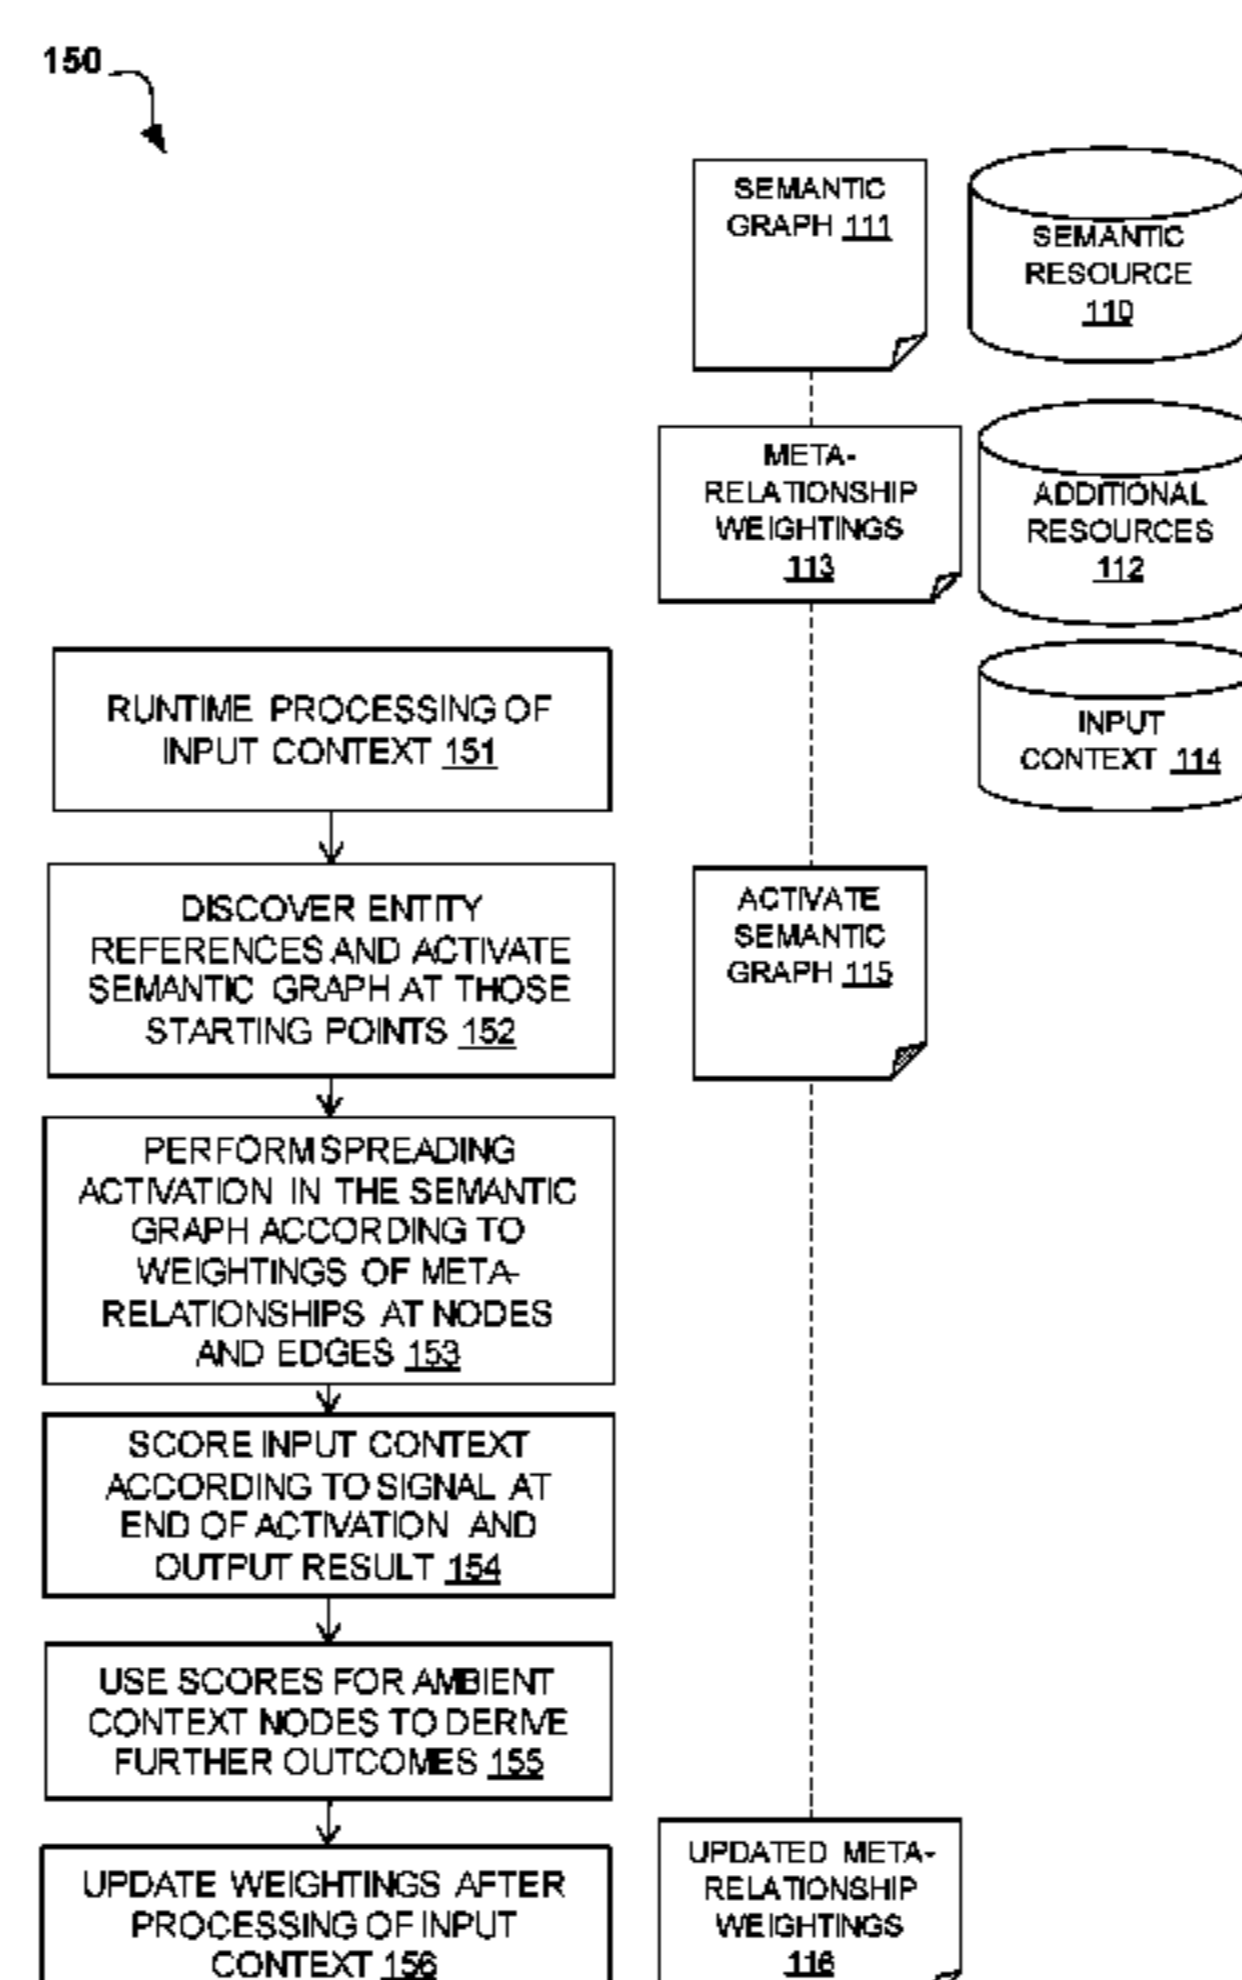 150
SEMANTIC
GRAPH 111
SEMANTIC
RESOURCE
110
META-
RELATIONSHIP
WEIGHTINGS
113
ADDITIONAL
RESOURCES
112
RUNTIME PROCESSING OF
INPUT CONTEXT 151
INPUT
CONTEXT 114
DISCOVER ENTITY
REFERENCES AND ACTIVATE
SEMANTIC GRAPH AT THOSE
STARTING POINTS 152
ACTIVATE
SEMANTIC
GRAPH 115
PERFORM SPREADING
ACTIVATION IN THE SEMANTIC
GRAPH ACCORDING TO
WEIGHTINGS OF META-
RELATIONSHIPS AT NODES
AND EDGES 153
SCORE INPUT CONTEXT
ACCORDING TO SIGNAL AT
END OF ACTIVATION AND
OUTPUT RESULT 154
USE SCORES FOR AMBIENT
CONTEXT NODES TO DERIVE
FURTHER OUTCOMES 155
UPDATE WEIGHTINGS AFTER
PROCESSING OF INPUT
CONTEXT 156
UPDATED META-
RELATIONSHIP
WEIGHTINGS
116